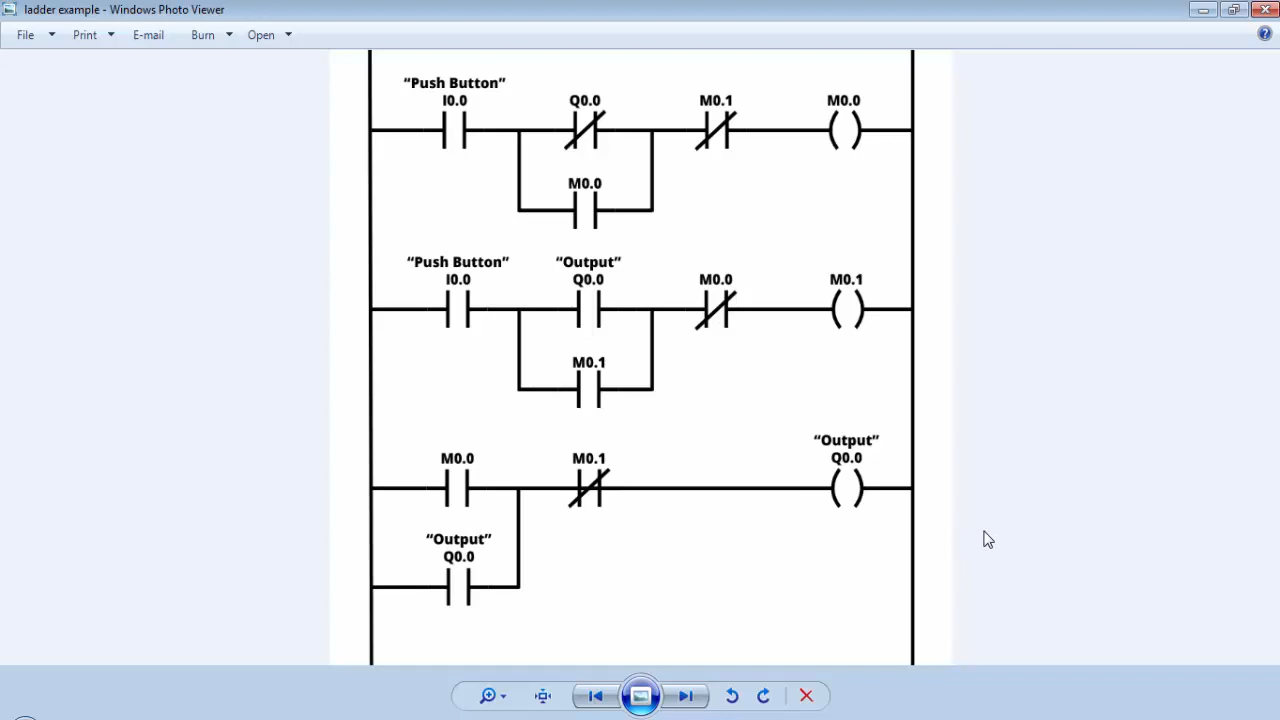 ladder example - Windows Photo Viewer
File Print E-mail Burn Open
“Push Button”
I0.0 Q0.0 M0.1 M0.0
M0.0
“Push Button” “Output”
I0.0 Q0.0 M0.0 M0.1
M0.1
“Output”
M0.0 M0.1 Q0.0
“Output”
Q0.0